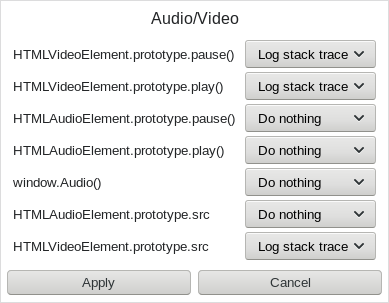 Audio/Video
HTMLVideoElement.prototype.pause() Log stack trace
HTMLVideoElement.prototype.play() Log stack trace
HTMLAudioElement.prototype.pause() Do nothing
HTMLAudioElement.prototype.play() Do nothing
window.Audio() Do nothing
HTMLAudioElement.prototype.src Do nothing
HTMLVideoElement.prototype.src Log stack trace
Apply Cancel